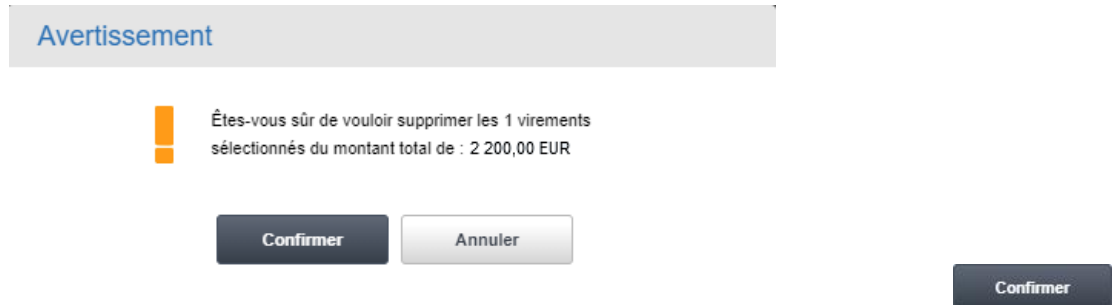 Avertissement
Êtes-vous sûr de vouloir supprimer les 1 virements
sélectionnés du montant total de : 2 200,00 EUR
Confirmer Annuler
Confirmer